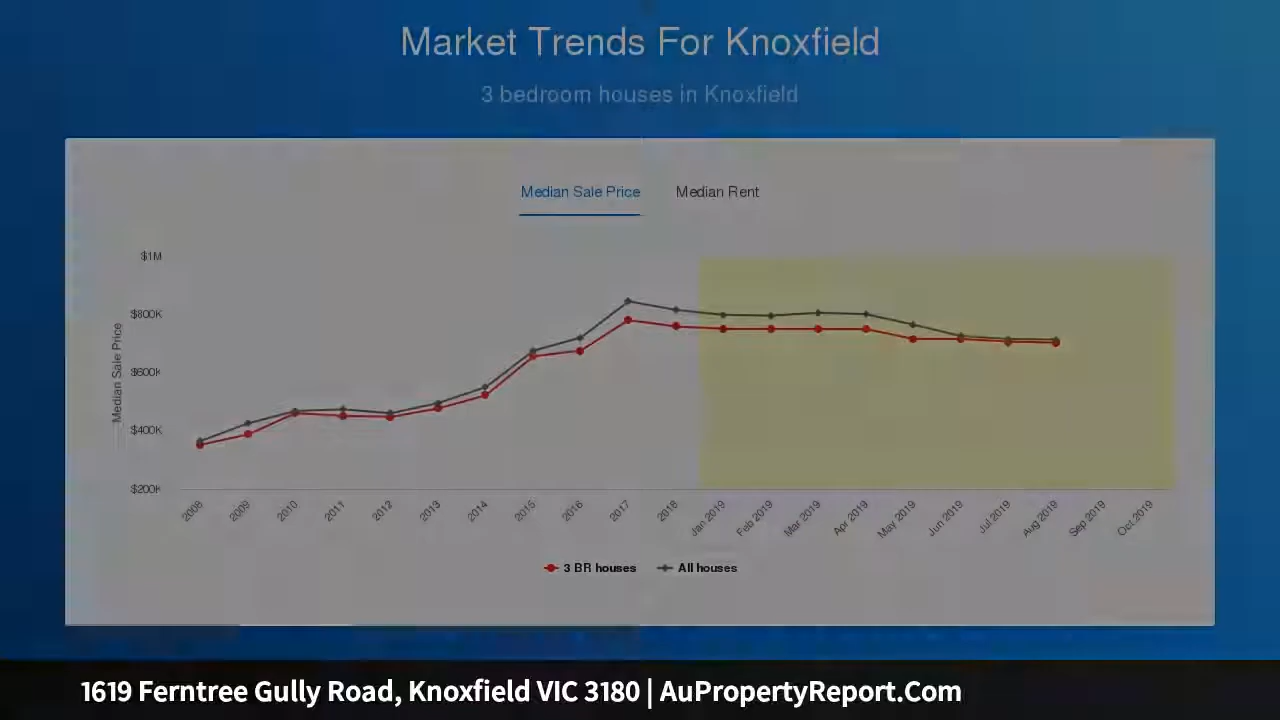 Market Trends For Knoxfield
3 bedroom houses in Knoxfield
Median Sale Price Median Rent
$1M
$800K
$600K
$400K
$200K
Median Sale Price
2008 2009 2010 2011 2012 2013 2014 2015 2016 2017 2018 Jan 2019 Feb 2019 Mar 2019 Apr 2019 May 2019 Jun 2019 Jul 2019 Aug 2019 Sep 2019 Oct 2019
3 BR houses All houses
1619 Ferntree Gully Road, Knoxfield VIC 3180 | AuPropertyReport.Com